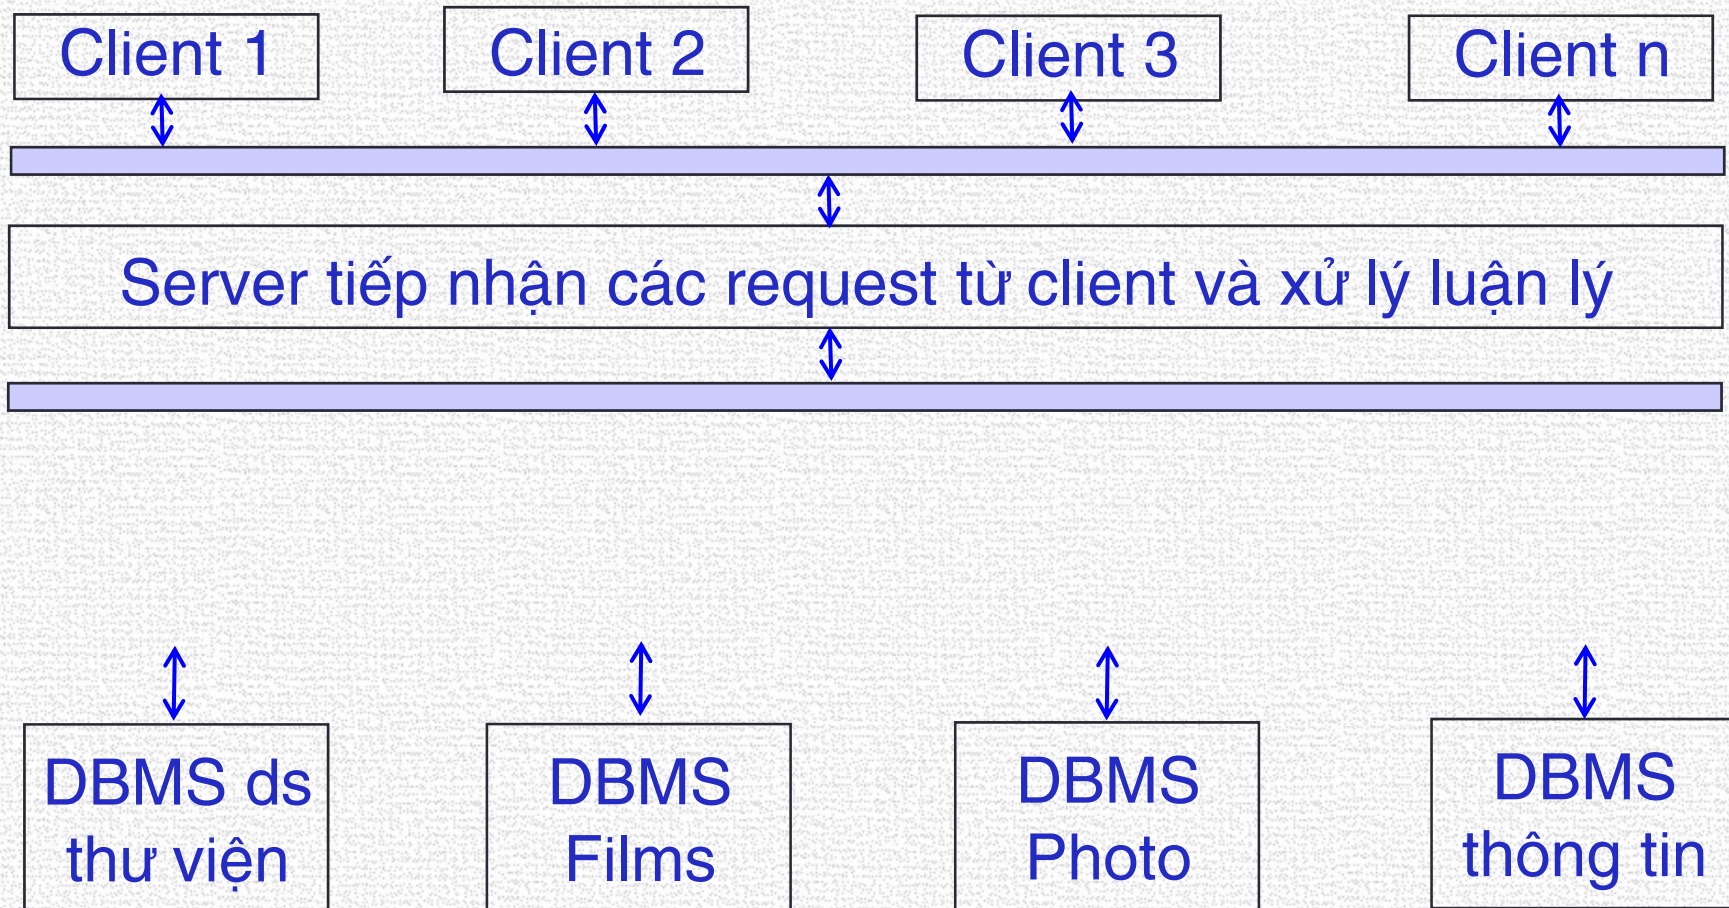 Client 1
Client 2
Client 3
Client n
Server tiếp nhận các request từ client và xử lý luận lý
DBMS ds
thư viện
DBMS
Films
DBMS
Photo
DBMS
thông tin